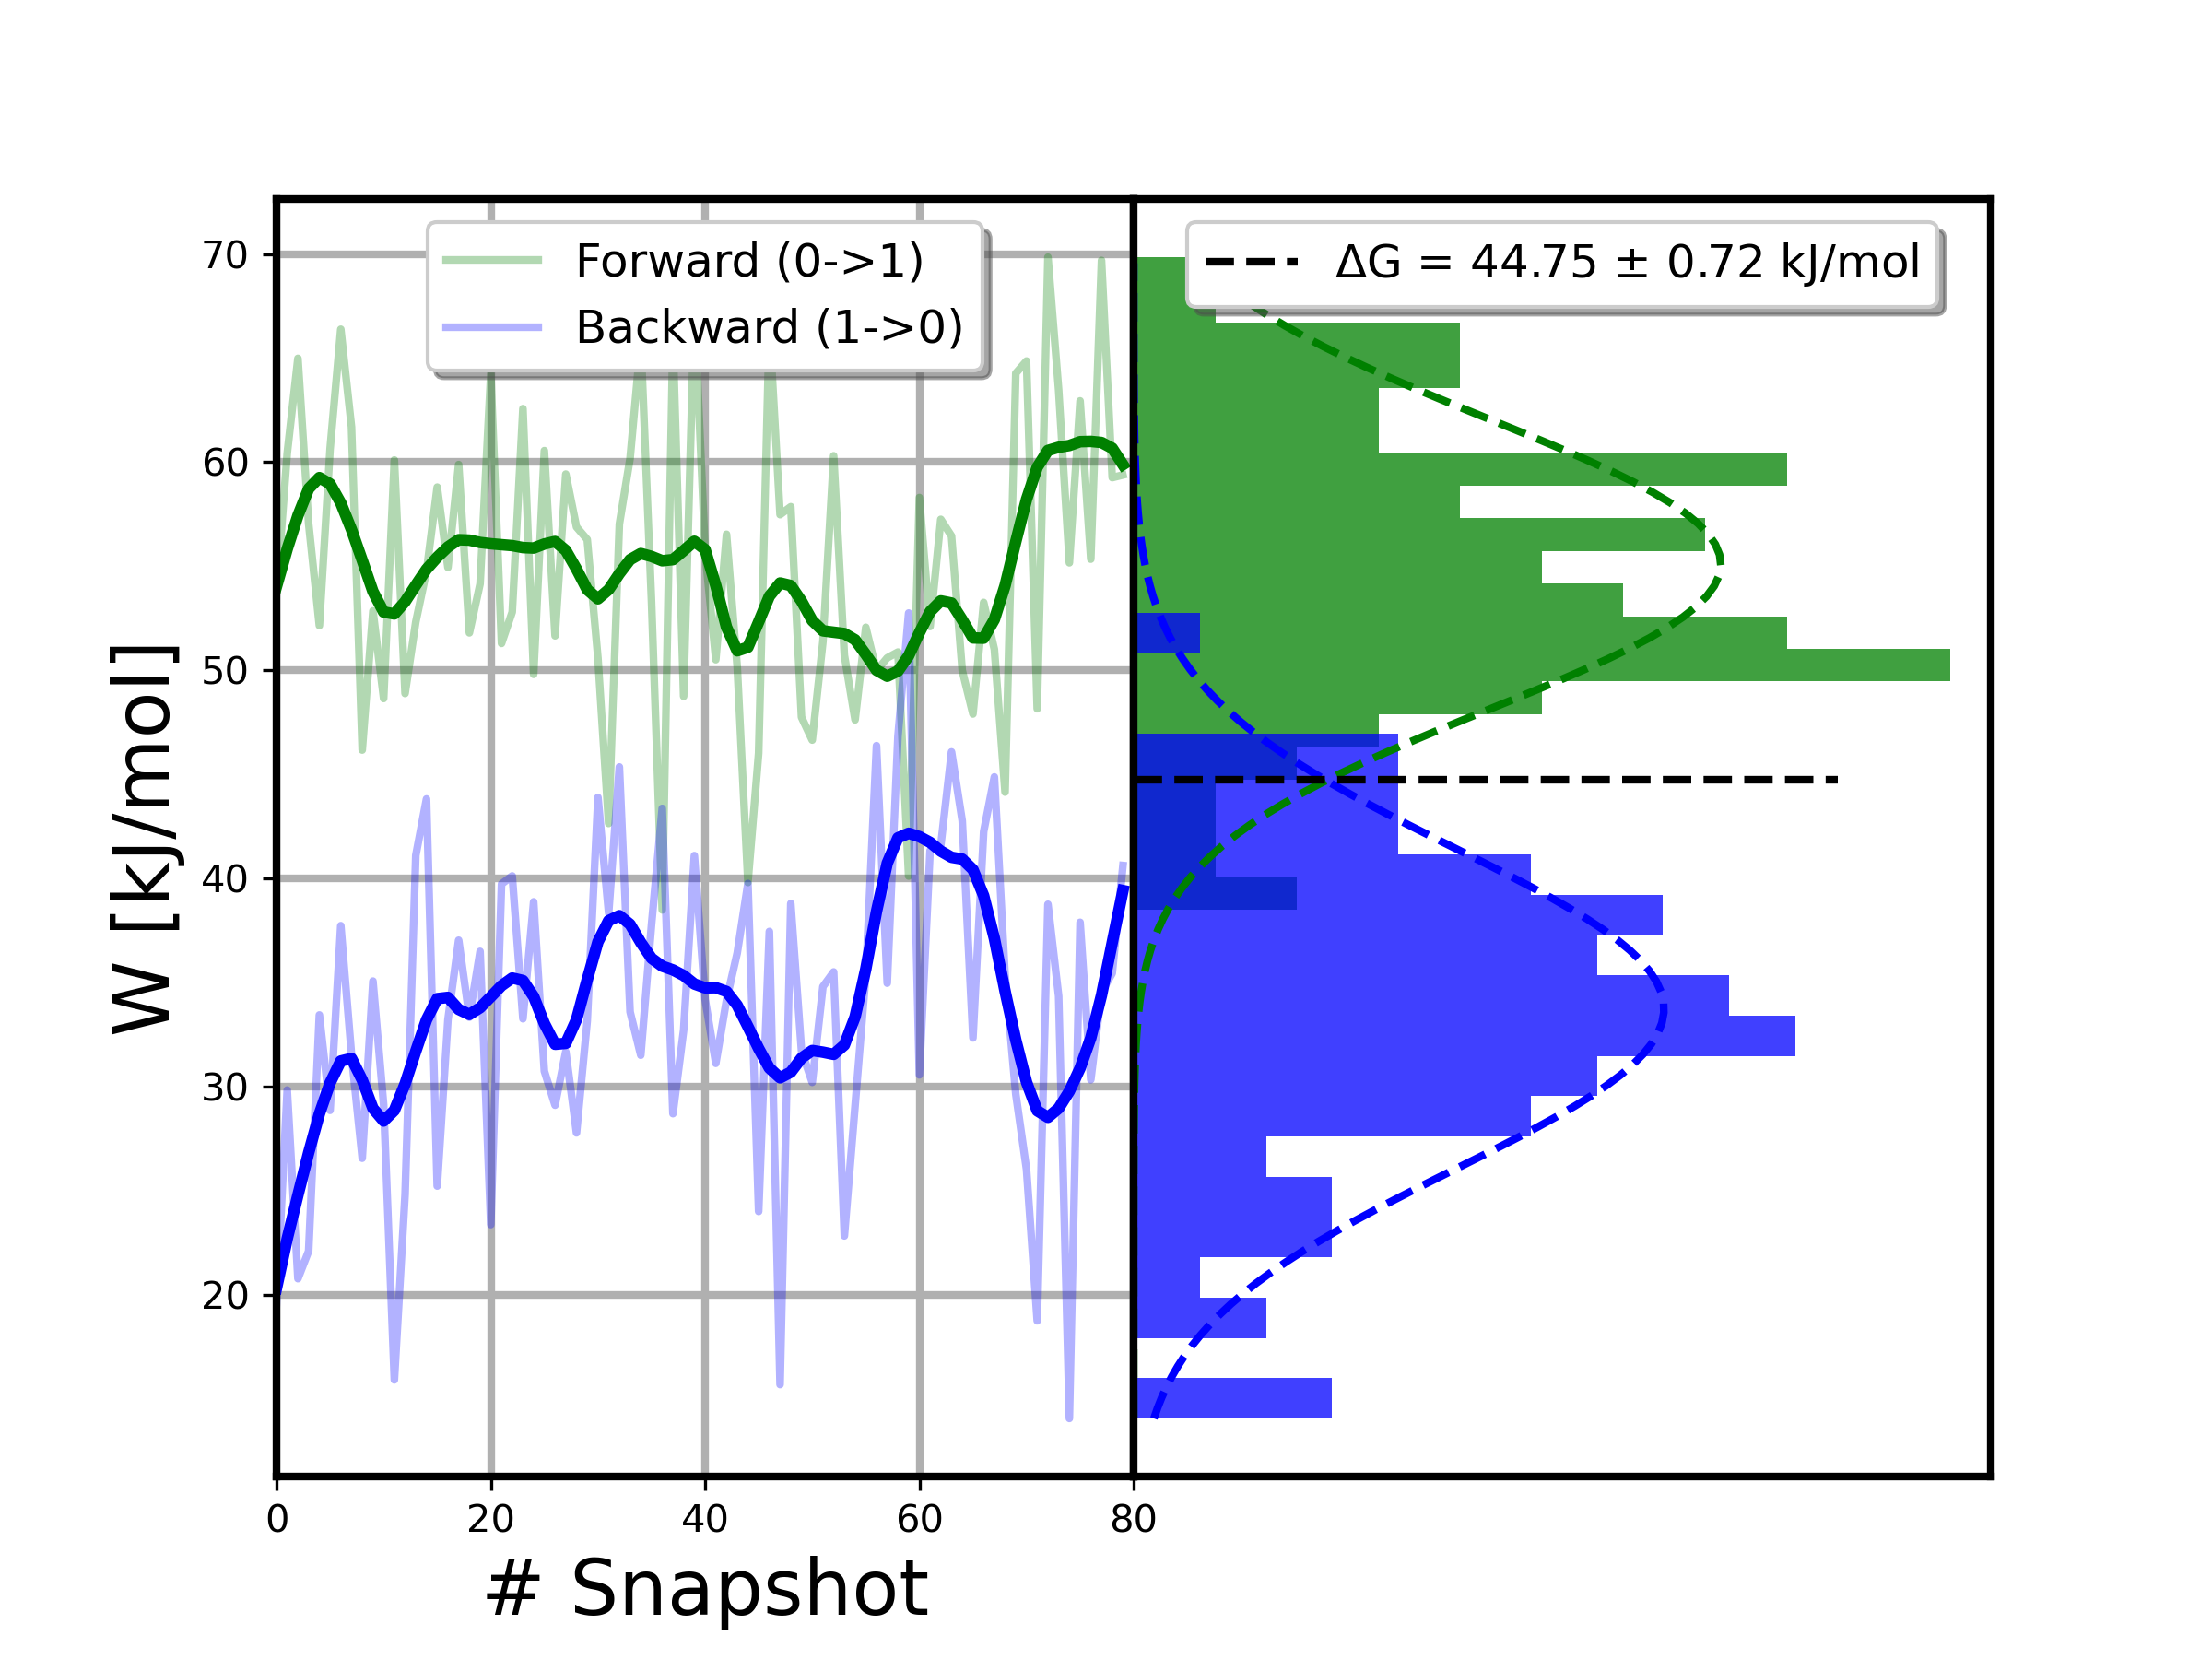 Forward (0->1)
Backward (1->0)
ΔG = 44.75 ± 0.72 kJ/mol
W [kJ/mol]
70
60
50
40
30
20
0
20
40
60
80
# Snapshot